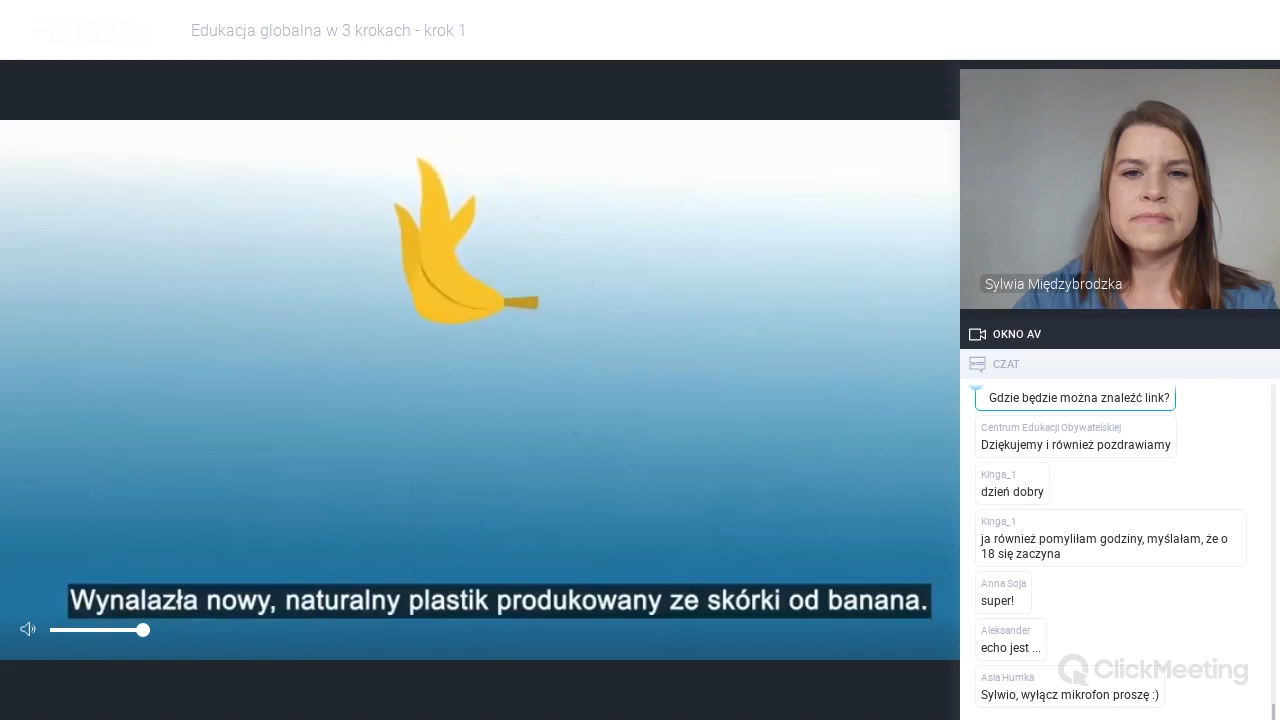 Edukacja globalna w 3 krokach - krok 1
Wynalazła nowy, naturalny plastik produkowany ze skórki od banana.
Sylwia Międzybrodzka
OKNO AV
CZAT
Gdzie będzie można znaleźć link?
Centrum Edukacji Obywatelskiej
Dziękujemy i również pozdrawiamy
Kinga_1
dzień dobry
Kinga_1
ja również pomyliłam godziny, myślałam, że o
18 się zaczyna
Anna Soja
super!
Aleksander
echo jest ...
Asia Humka
Sylwio, wyłącz mikrofon proszę :)
ClickMeeting